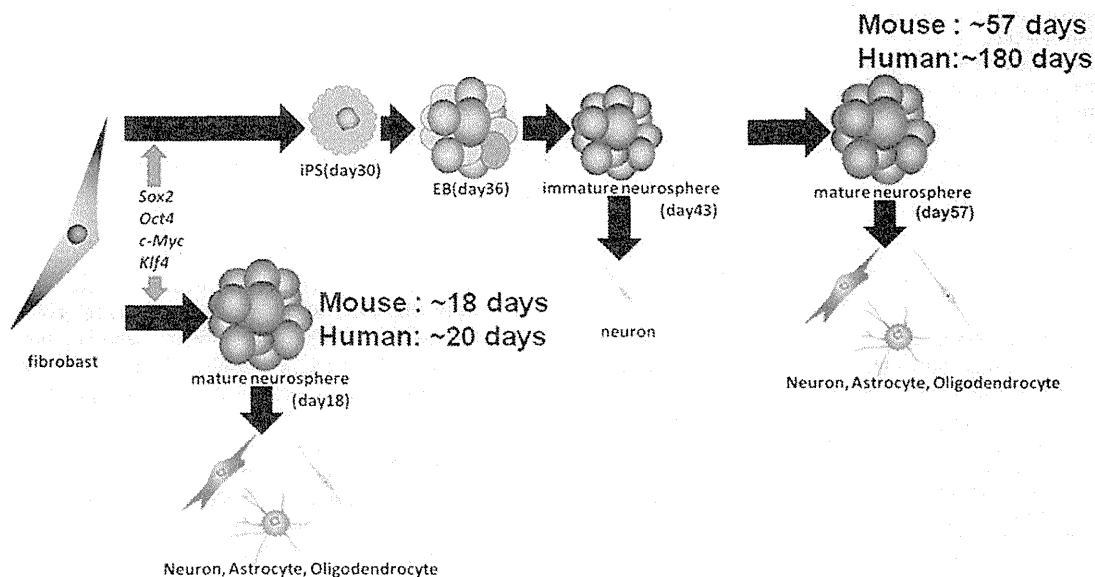 Mouse : ~57 days
Human:~180 days
iPS(day30)
EB(day36)
immature neurosphere
(day43)
mature neurosphere
(day57)
Sox2
Oct4
c-Myc
Klf4
Mouse : ~18 days
Human: ~20 days
neuron
fibrobast
mature neurosphere
(day18)
Neuron, Astrocyte, Oligodendrocyte
Neuron, Astrocyte, Oligodendrocyte